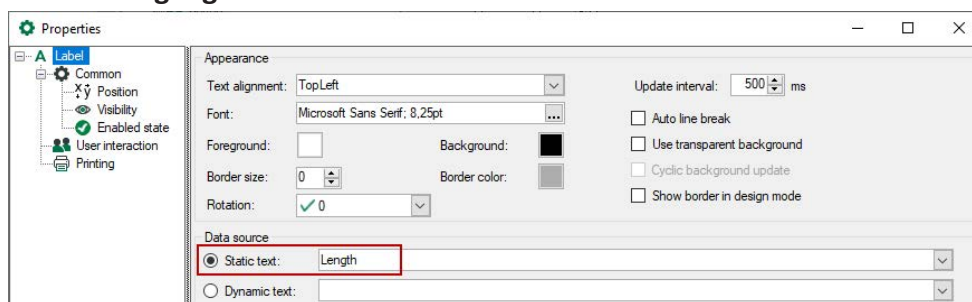 Properties
A Label
Common
Position
Visibility
Enabled state
User interaction
Printing
Appearance
Text alignment: TopLeft
Update interval: 500 ms
Font: Microsoft Sans Serif; 8,25pt ...
Auto line break
Foreground: Background:
Use transparent background
Border size: 0 Border color:
Cyclic background update
Show border in design mode
Rotation: 0
Data source
Static text: Length
Dynamic text: